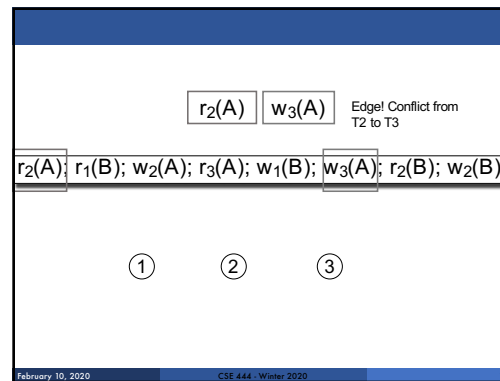 r2(A) w3(A)
Edge! Conflict from
T2 to T3
r2(A); r1(B); w2(A); r3(A); w1(B); w3(A); r2(B); w2(B)
1 2 3
February 10, 2020 CSE 444 - Winter 2020